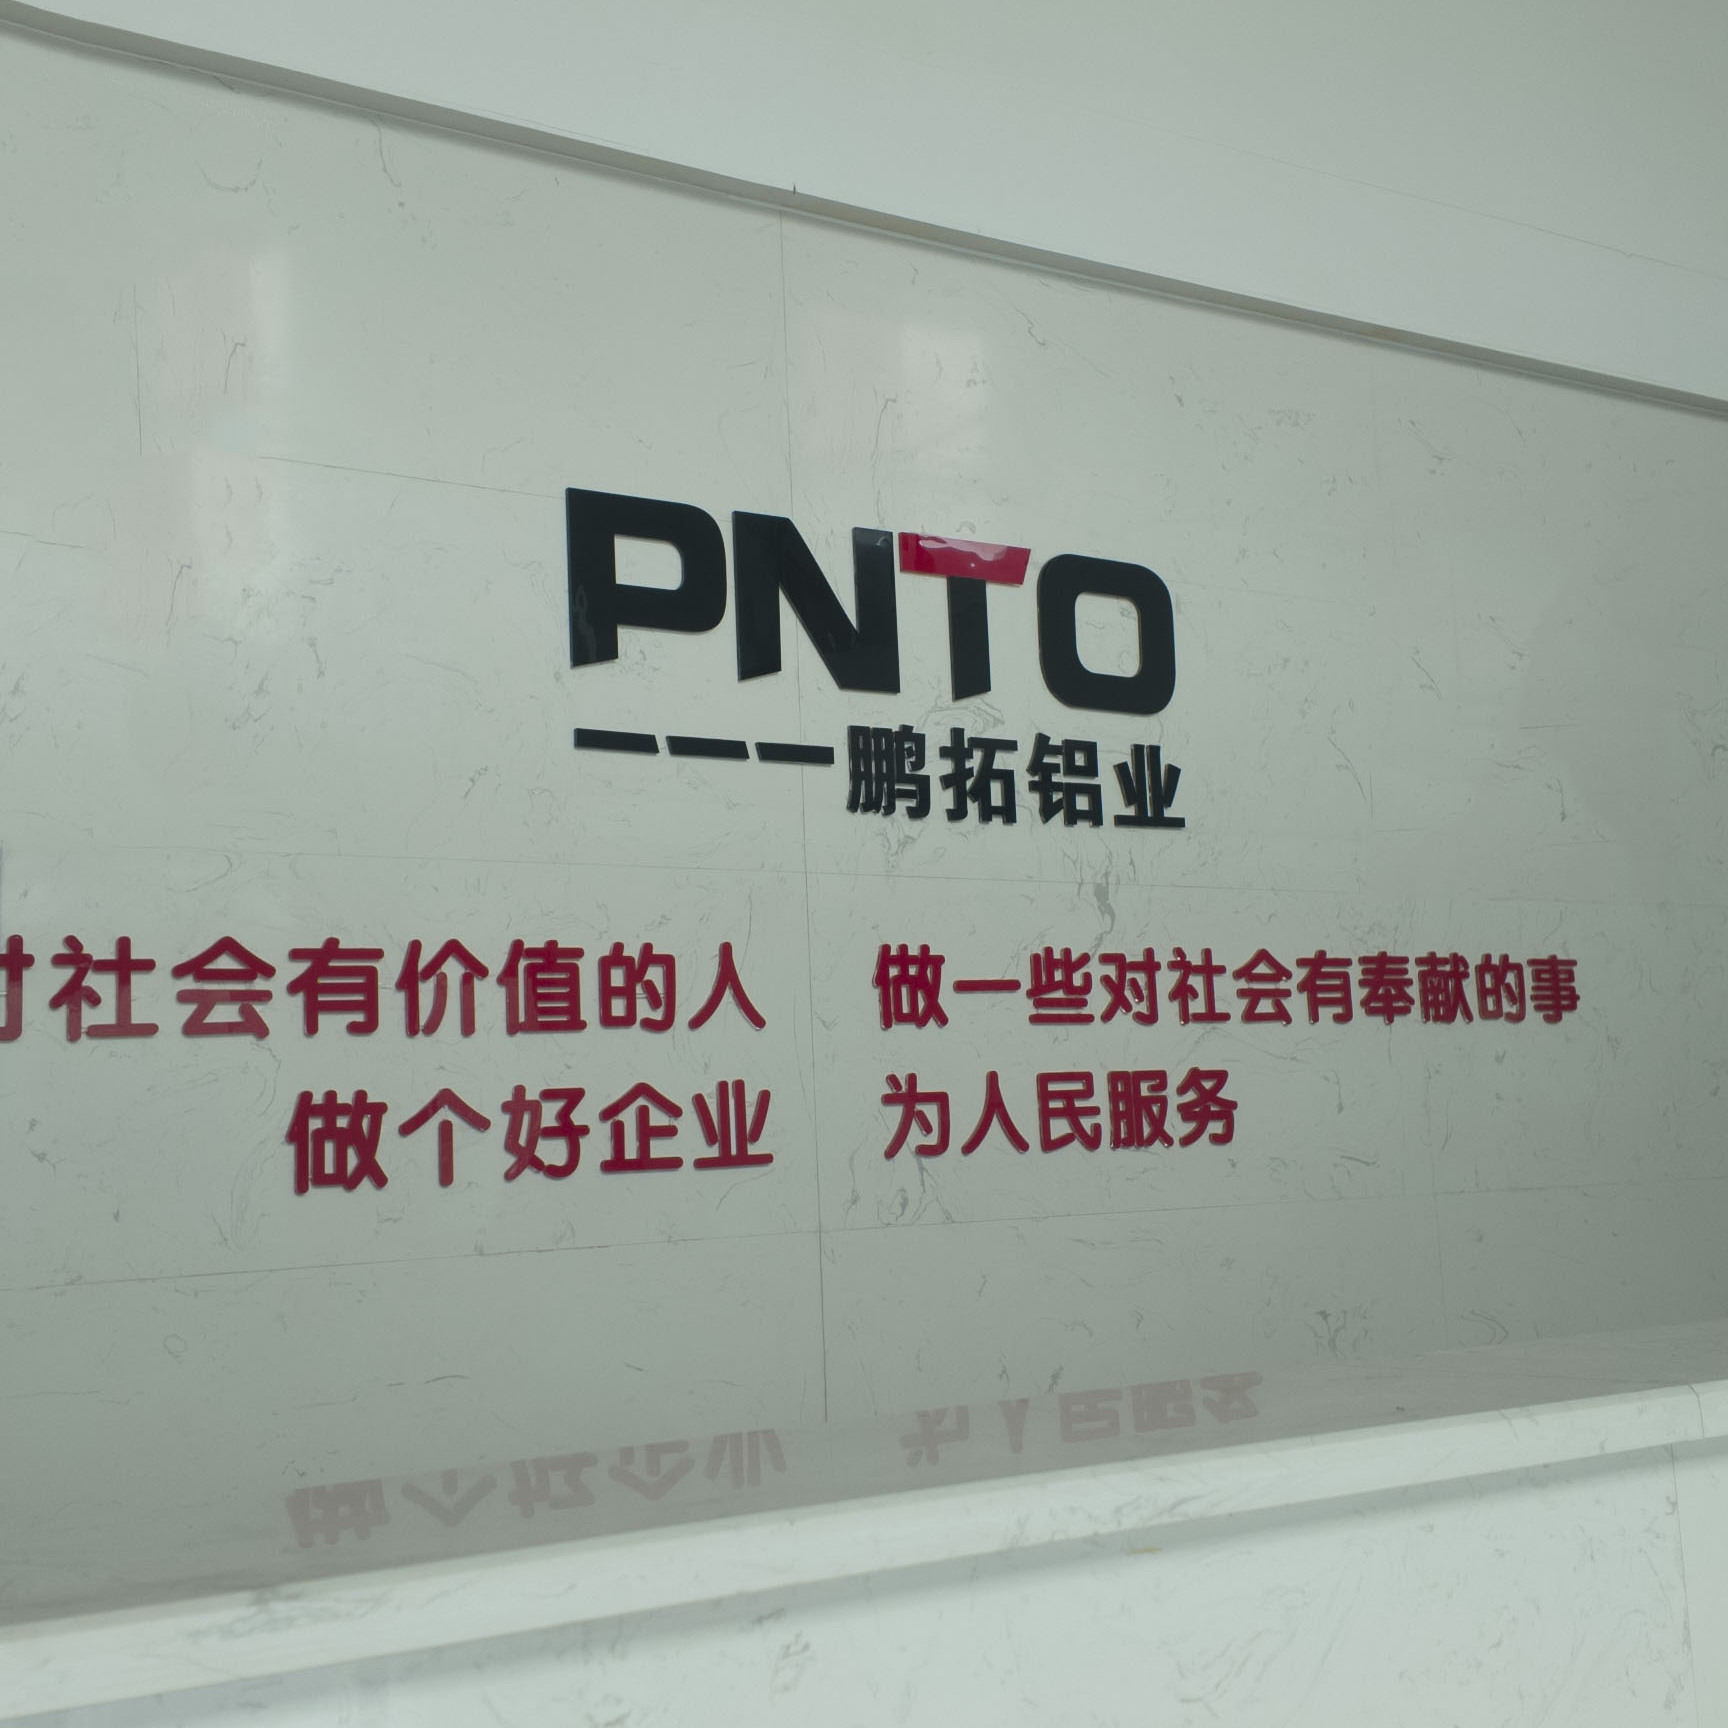 PNTO
———鹏拓铝业
对社会有价值的人 做一些对社会有奉献的事
做个好企业 为人民服务